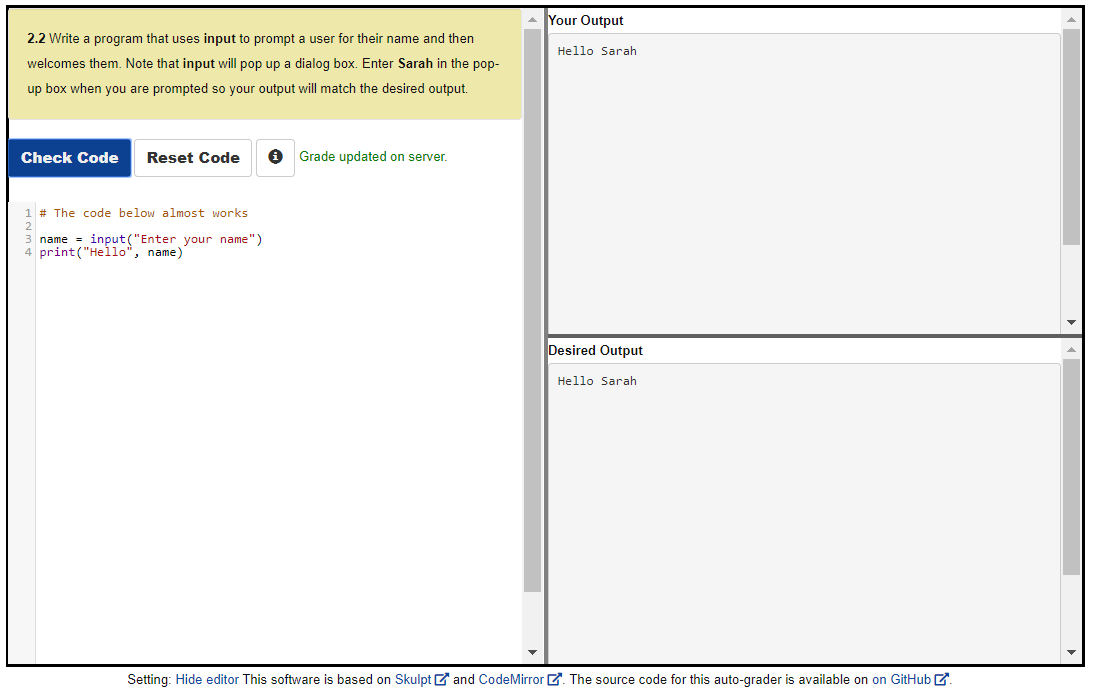 2.2 Write a program that uses input to prompt a user for their name and then
welcomes them. Note that input will pop up a dialog box. Enter Sarah in the pop-
up box when you are prompted so your output will match the desired output.
Check Code Reset Code Grade updated on server.
1 # The code below almost works
2
3 name = input("Enter your name")
4 print("Hello", name)
Your Output
Hello Sarah
Desired Output
Hello Sarah
Setting: Hide editor This software is based on Skulpt and CodeMirror. The source code for this auto-grader is available on on GitHub.